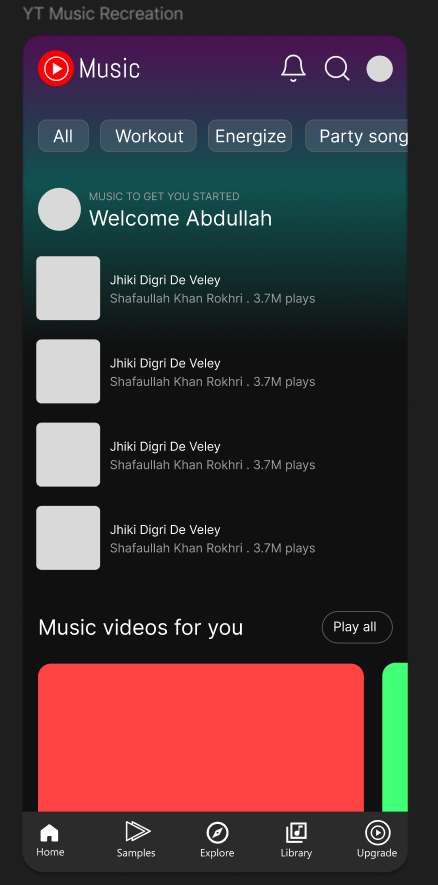 YT Music Recreation
Music
All Workout Energize Party song
MUSIC TO GET YOU STARTED
Welcome Abdullah
Jhiki Digri De Veley
Shafaullah Khan Rokhri . 3.7M plays
Jhiki Digri De Veley
Shafaullah Khan Rokhri . 3.7M plays
Jhiki Digri De Veley
Shafaullah Khan Rokhri . 3.7M plays
Jhiki Digri De Veley
Shafaullah Khan Rokhri . 3.7M plays
Music videos for you Play all
Home Samples Explore Library Upgrade